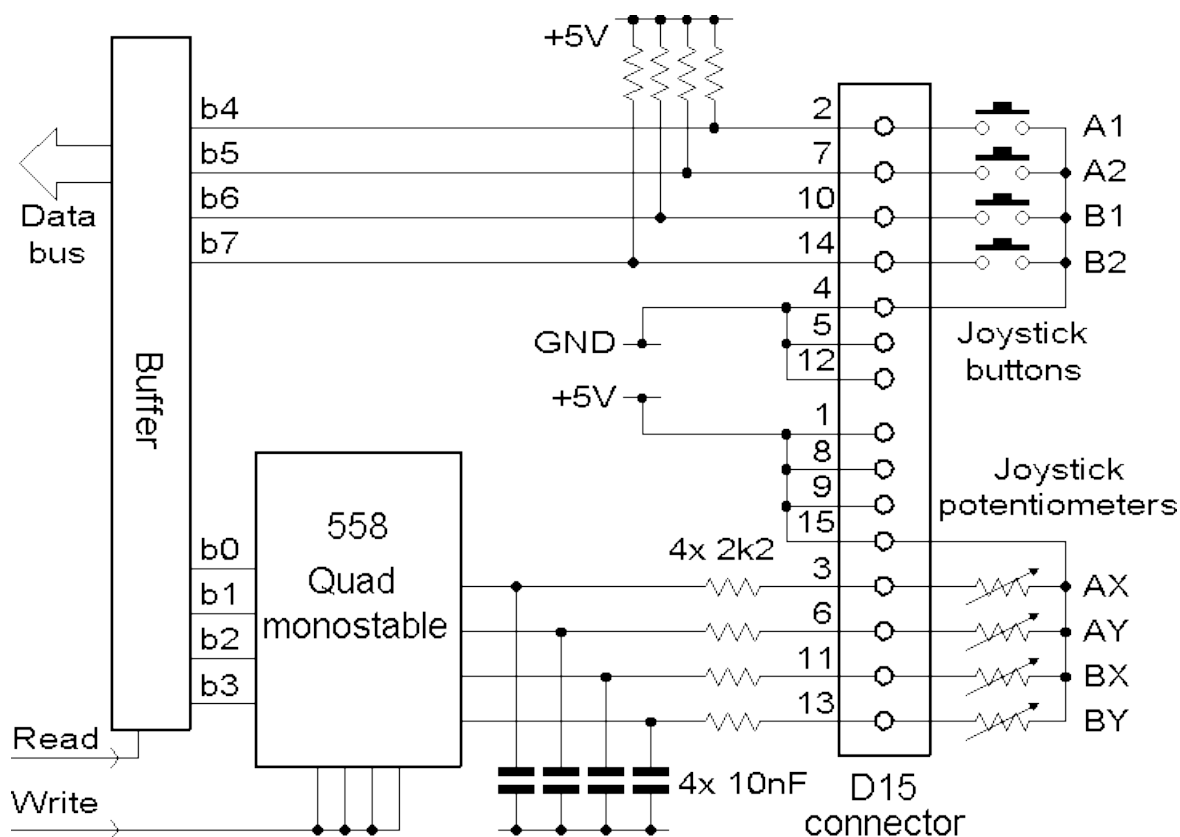 +5V
b4
2
A1
b5
7
A2
b6
10
B1
b7
14
B2
Data
bus
4
GND
5
12
Joystick
buttons
+5V
1
8
9
15
Joystick
potentiometers
Buffer
558
Quad
monostable
b0
b1
b2
b3
4x 2k2
3
AX
6
AY
11
BX
13
BY
Read
Write
4x 10nF
D15
connector